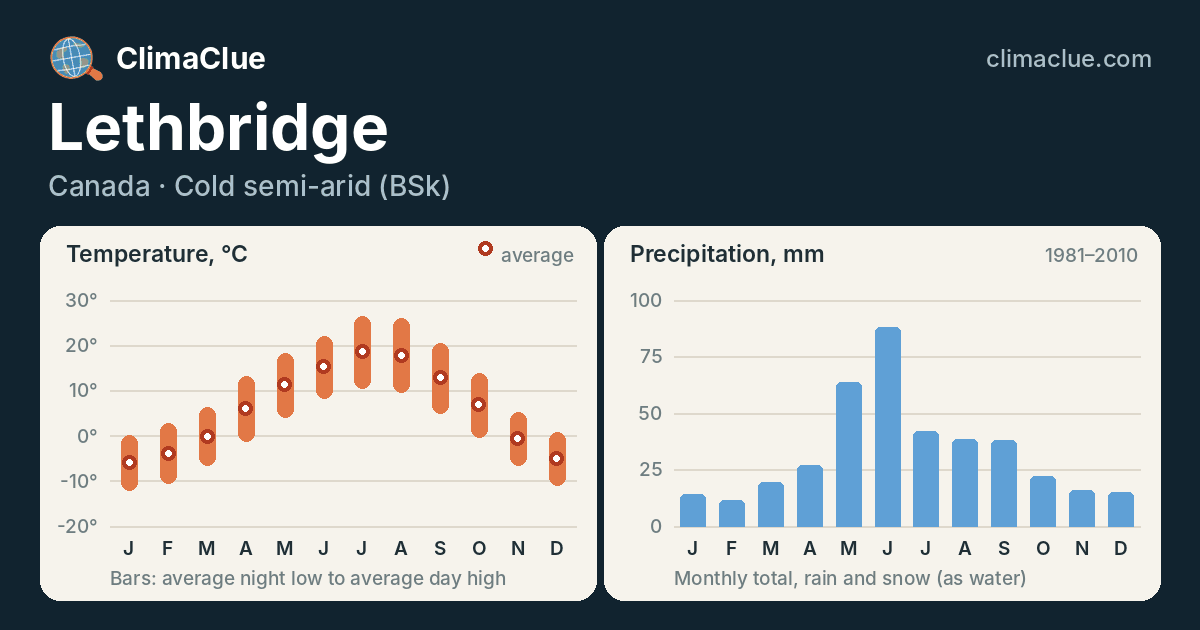 ClimaClue
climaclue.com
Lethbridge
Canada · Cold semi-arid (BSk)
Temperature, °C
average
30°
20°
10°
0°
-10°
-20°
J F M A M J J A S O N D
Bars: average night low to average day high
Precipitation, mm
1981–2010
100
75
50
25
0
J F M A M J J A S O N D
Monthly total, rain and snow (as water)